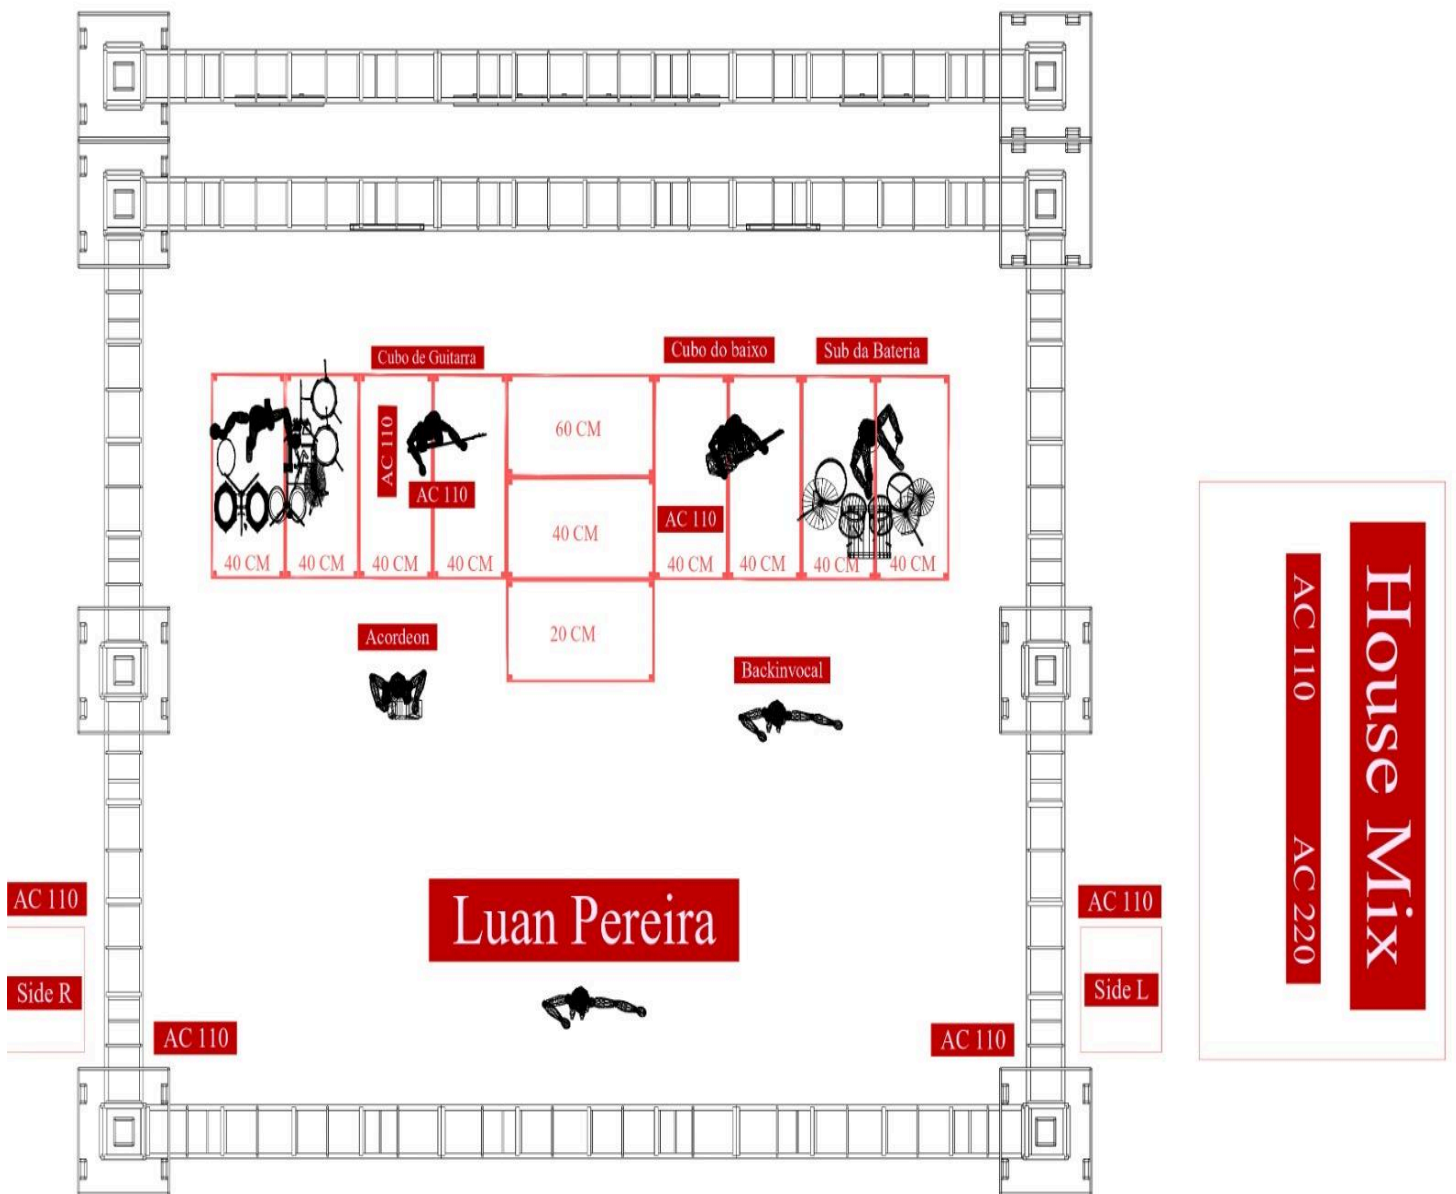 Cubo de Guitarra
Cubo do baixo
Sub da Bateria
AC 110
AC 110
AC 110
60 CM
40 CM
20 CM
40 CM
40 CM
40 CM
40 CM
40 CM
40 CM
40 CM
40 CM
Acordeon
Backinvocal
Luan Pereira
AC 110
Side R
AC 110
AC 110
AC 110
Side L
House Mix
AC 110 AC 220